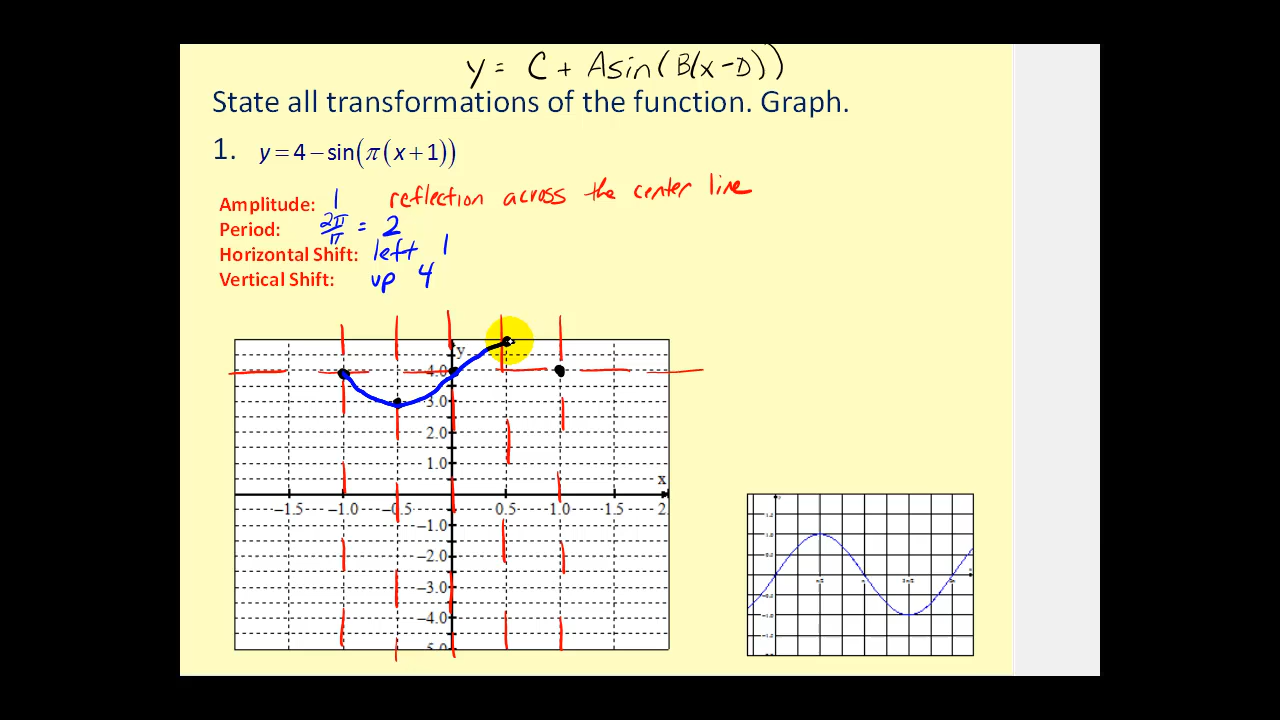 y = C + A sin(B(x-D))
State all transformations of the function. Graph.
1. y = 4 − sin(π(x + 1))
Amplitude: 1 reflection across the center line
Period: 2π/π = 2
Horizontal Shift: left 1
Vertical Shift: up 4
y
4.0
3.0
2.0
1.0
x
−1.5 −1.0 −0.5 0.5 1.0 1.5 2.
−1.0
−2.0
−3.0
−4.0
5.0